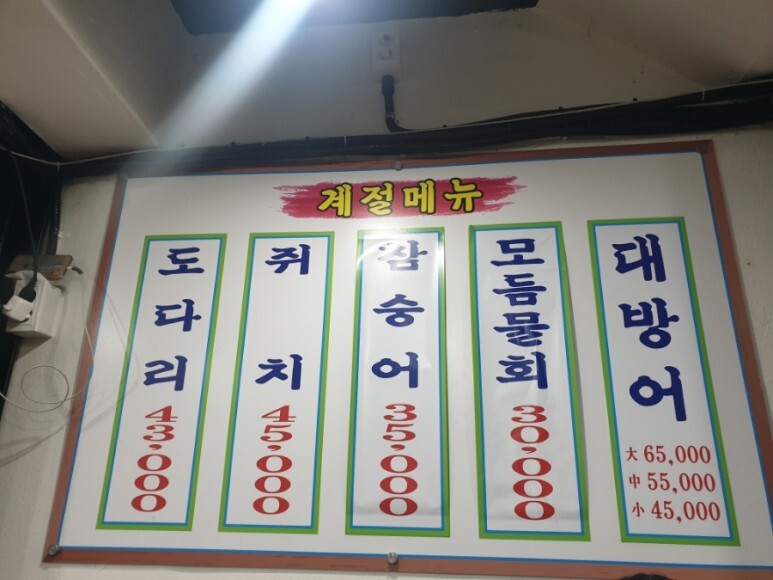 계절메뉴
도다리
43,000
쥐치
45,000
참숭어
35,000
모듬물회
30,000
대방어
大 65,000
中 55,000
小 45,000